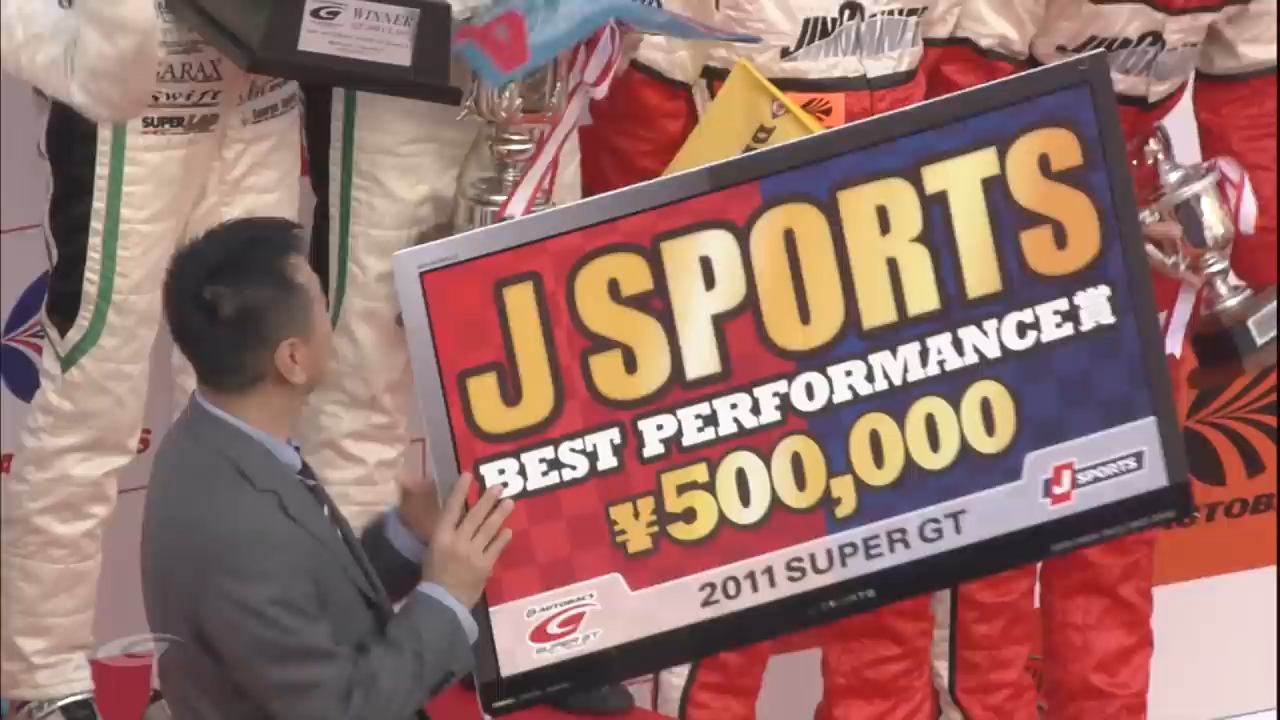 WINNER
GARAX
Swift
SUPER LAP
J SPORTS
BEST PERFORMANCE賞
¥500,000
J SPORTS
2011 SUPER GT
AUTOBACS
SUPER GT